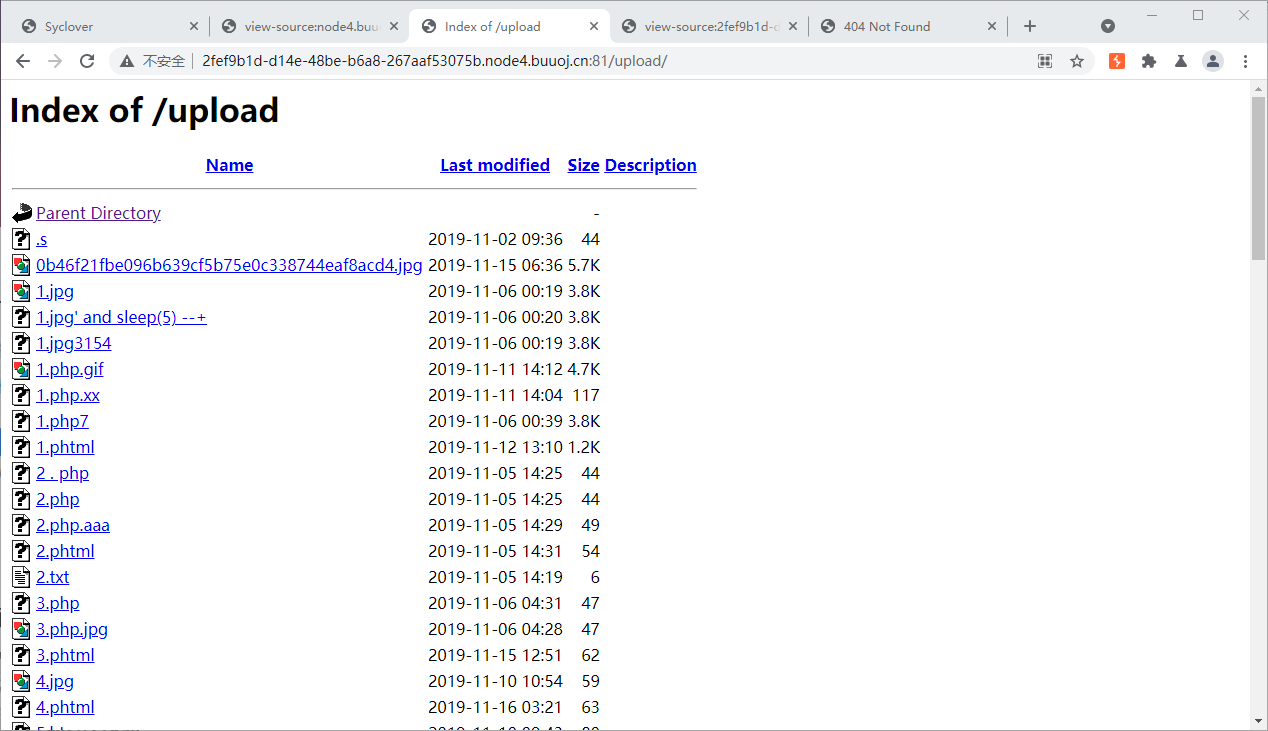 Syclover
view-source:node4.buu
Index of /upload
view-source:2fef9b1d-d
404 Not Found
不安全 | 2fef9b1d-d14e-48be-b6a8-267aaf53075b.node4.buuoj.cn:81/upload/
Index of /upload
Name Last modified Size Description
Parent Directory -
.s 2019-11-02 09:36 44
0b46f21fbe096b639cf5b75e0c338744eaf8acd4.jpg 2019-11-15 06:36 5.7K
1.jpg 2019-11-06 00:19 3.8K
1.jpg' and sleep(5) --+ 2019-11-06 00:20 3.8K
1.jpg3154 2019-11-06 00:19 3.8K
1.php.gif 2019-11-11 14:12 4.7K
1.php.xx 2019-11-11 14:04 117
1.php7 2019-11-06 00:39 3.8K
1.phtml 2019-11-12 13:10 1.2K
2 . php 2019-11-05 14:25 44
2.php 2019-11-05 14:25 44
2.php.aaa 2019-11-05 14:29 49
2.phtml 2019-11-05 14:31 54
2.txt 2019-11-05 14:19 6
3.php 2019-11-06 04:31 47
3.php.jpg 2019-11-06 04:28 47
3.phtml 2019-11-15 12:51 62
4.jpg 2019-11-10 10:54 59
4.phtml 2019-11-16 03:21 63